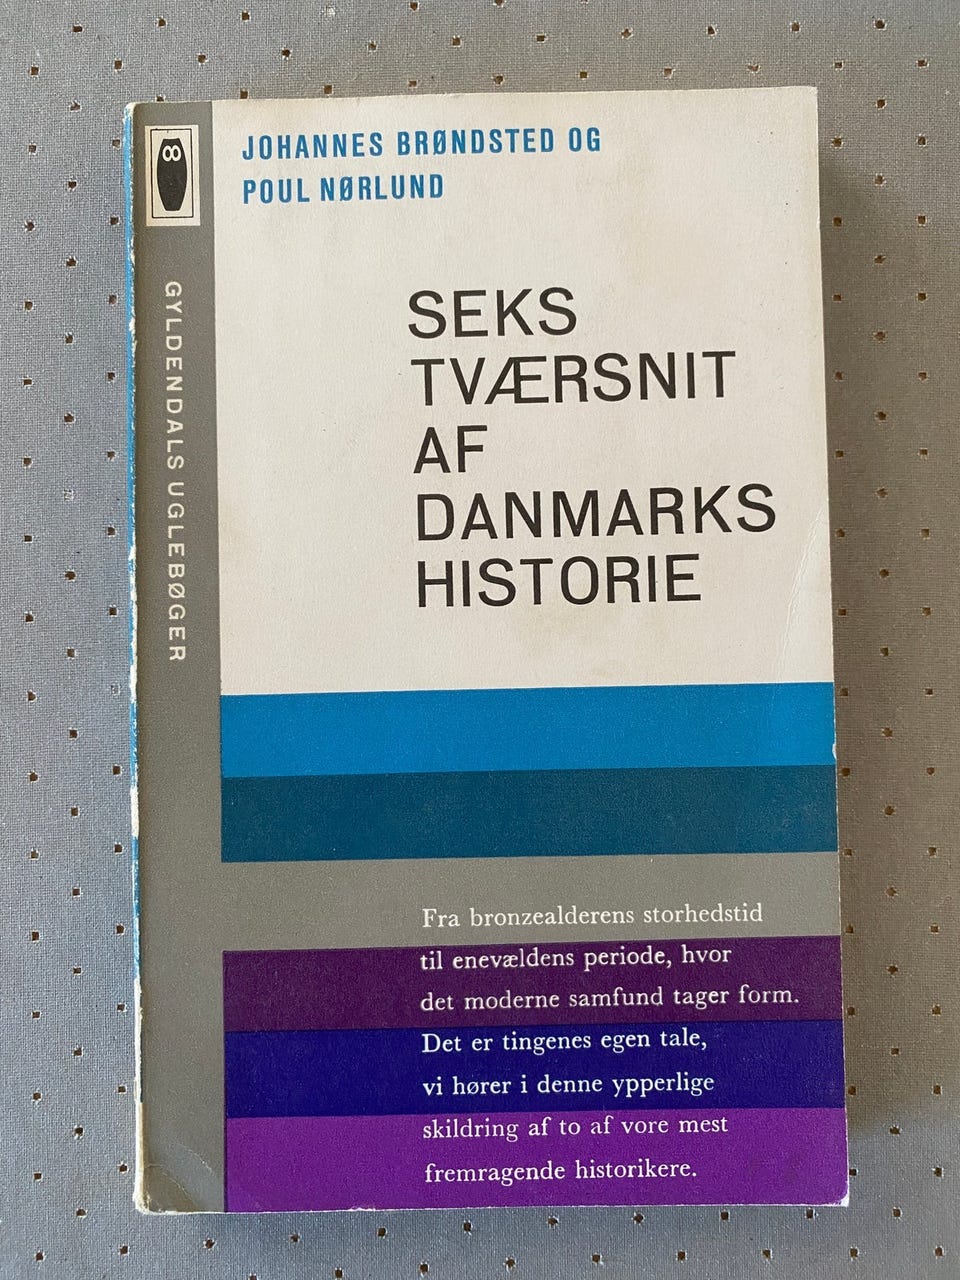 JOHANNES BRØNDSTED OG
POUL NØRLUND
GYLDENDALS UGLEBØGER
SEKS
TVÆRSNIT
AF
DANMARKS
HISTORIE
Fra bronzealderens storhedstid
til enevældens periode, hvor
det moderne samfund tager form.
Det er tingenes egen tale,
vi hører i denne ypperlige
skildring af to af vore mest
fremragende historikere.